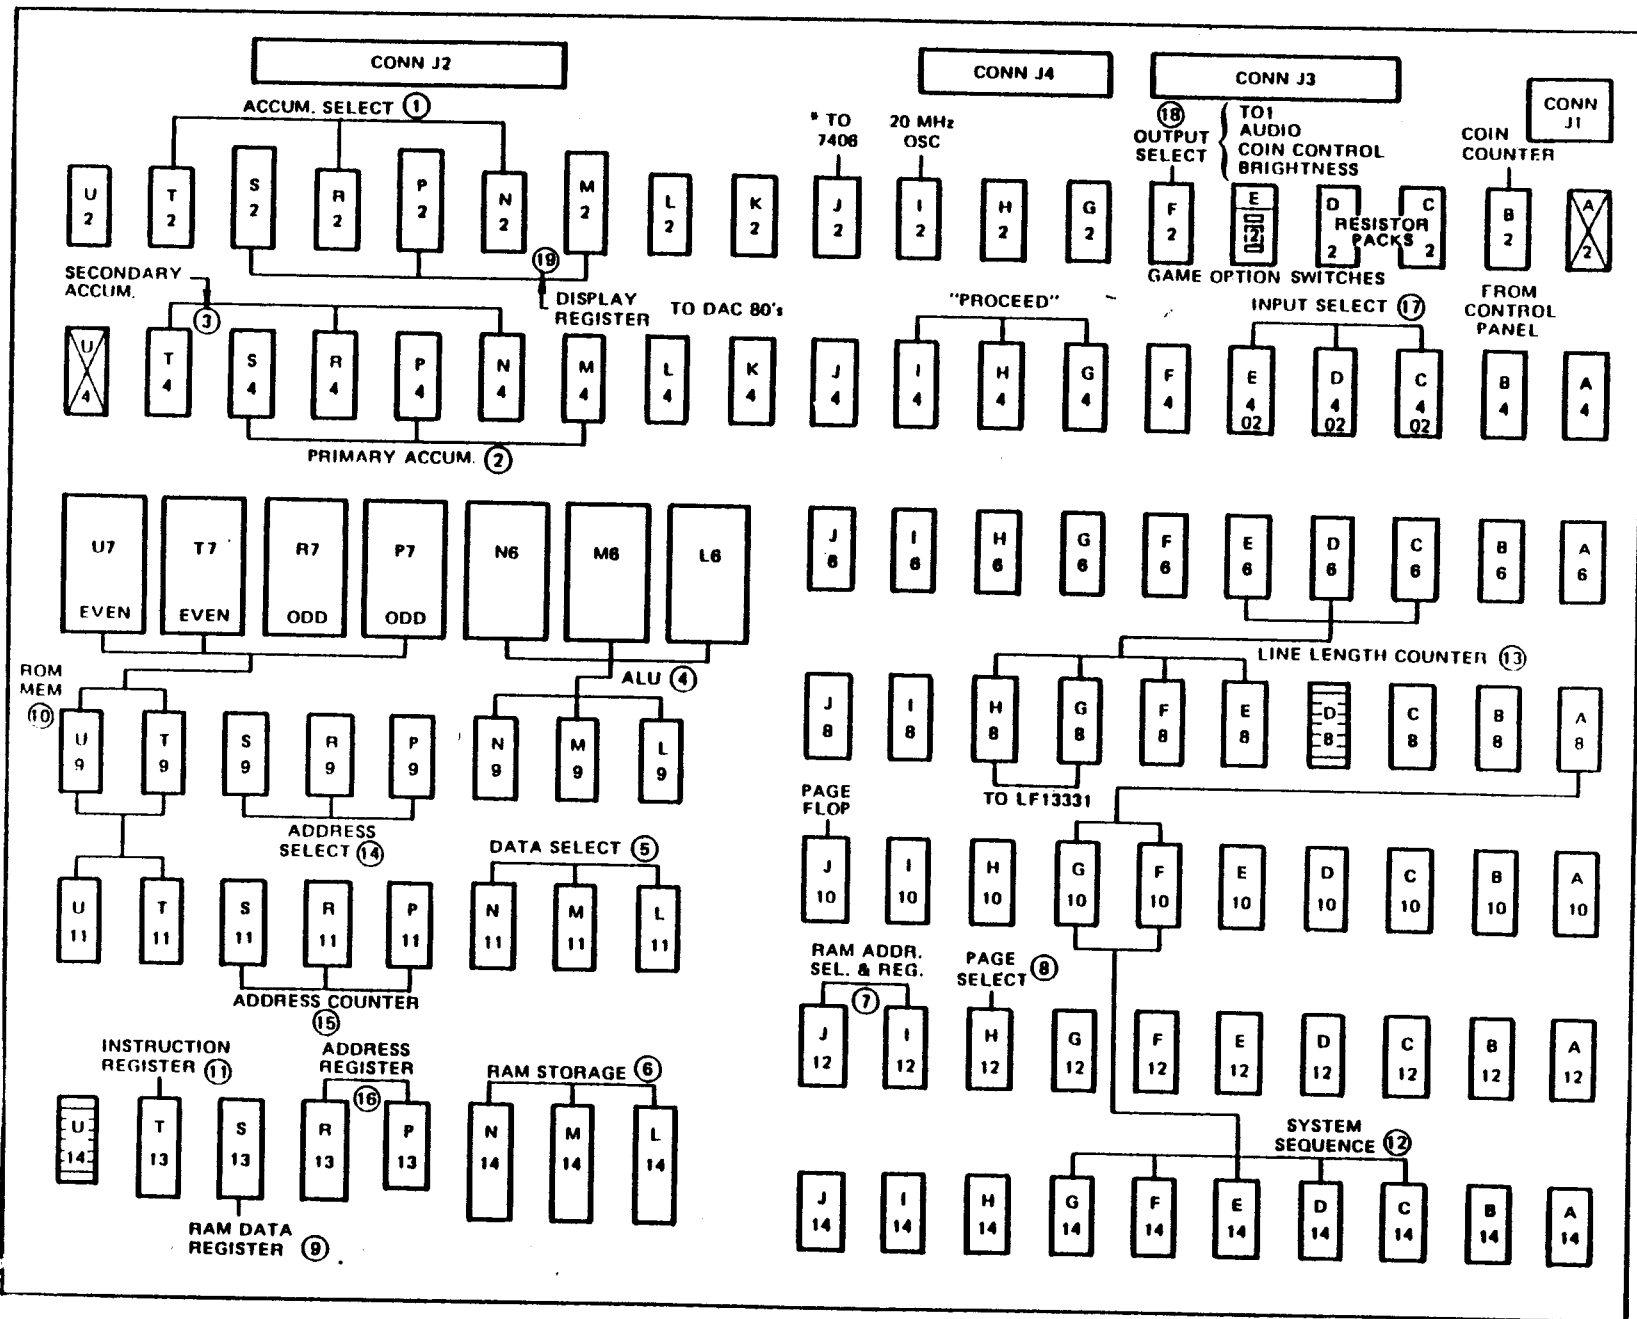 CONN J2
CONN J4
CONN J3
CONN
J1
ACCUM. SELECT 1
* TO
7406
20 MHz
OSC
18
OUTPUT
SELECT
TO1
AUDIO
COIN CONTROL
BRIGHTNESS
COIN
COUNTER
U 2
T 2
S 2
R 2
P 2
N 2
M 2
L 2
K 2
J 2
I 2
H 2
G 2
F 2
E 2
D 2
C 2
RESISTOR
PACKS
B 2
A 2
GAME OPTION SWITCHES
SECONDARY
ACCUM.
3
19
DISPLAY
REGISTER
TO DAC 80's
"PROCEED"
INPUT SELECT 17
FROM
CONTROL
PANEL
U 4
T 4
S 4
R 4
P 4
N 4
M 4
L 4
K 4
J 4
I 4
H 4
G 4
F 4
E 4 02
D 4 02
C 4 02
B 4
A 4
PRIMARY ACCUM. 2
U7 EVEN
T7 EVEN
R7 ODD
P7 ODD
N6
M6
L6
J 6
I 6
H 6
G 6
F 6
E 6
D 6
C 6
B 6
A 6
ROM
MEM
10
ALU 4
LINE LENGTH COUNTER 13
U 9
T 9
S 9
R 9
P 9
N 9
M 9
L 9
J 8
I 8
H 8
G 8
F 8
E 8
D 8
C 8
B 8
A 8
ADDRESS
SELECT 14
DATA SELECT 5
PAGE
FLOP
TO LF13331
U 11
T 11
S 11
R 11
P 11
N 11
M 11
L 11
J 10
I 10
H 10
G 10
F 10
E 10
D 10
C 10
B 10
A 10
ADDRESS COUNTER
15
RAM ADDR.
SEL. & REG.
7
PAGE
SELECT 8
J 12
I 12
H 12
G 12
F 12
E 12
D 12
C 12
B 12
A 12
INSTRUCTION
REGISTER 11
ADDRESS
REGISTER
16
RAM STORAGE 6
SYSTEM
SEQUENCE 12
U 14
T 13
S 13
R 13
P 13
N 14
M 14
L 14
J 14
I 14
H 14
G 14
F 14
E 14
D 14
C 14
B 14
A 14
RAM DATA
REGISTER 9